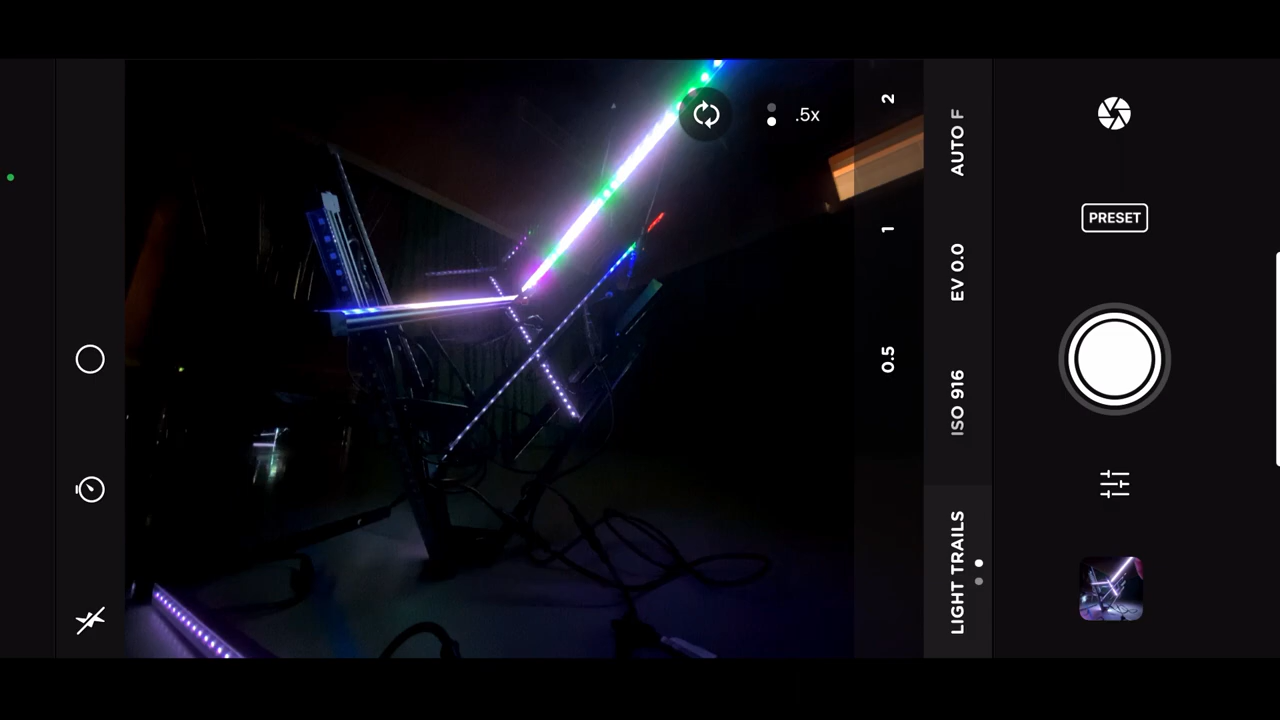 .5x
2
1
0.5
AUTO F
EV 0.0
ISO 916
LIGHT TRAILS
PRESET